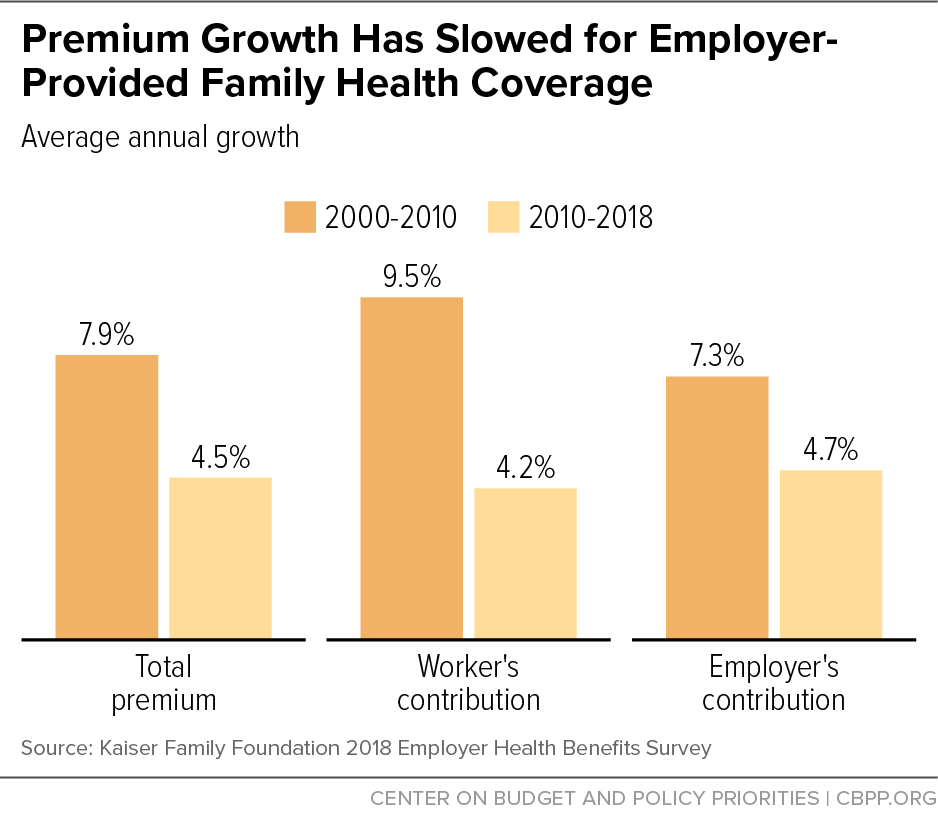 Premium Growth Has Slowed for Employer-
Provided Family Health Coverage
Average annual growth
2000-2010 2010-2018
9.5%
7.9%
7.3%
4.5%
4.2%
4.7%
Total
premium
Worker's
contribution
Employer's
contribution
Source: Kaiser Family Foundation 2018 Employer Health Benefits Survey
CENTER ON BUDGET AND POLICY PRIORITIES | CBPP.ORG